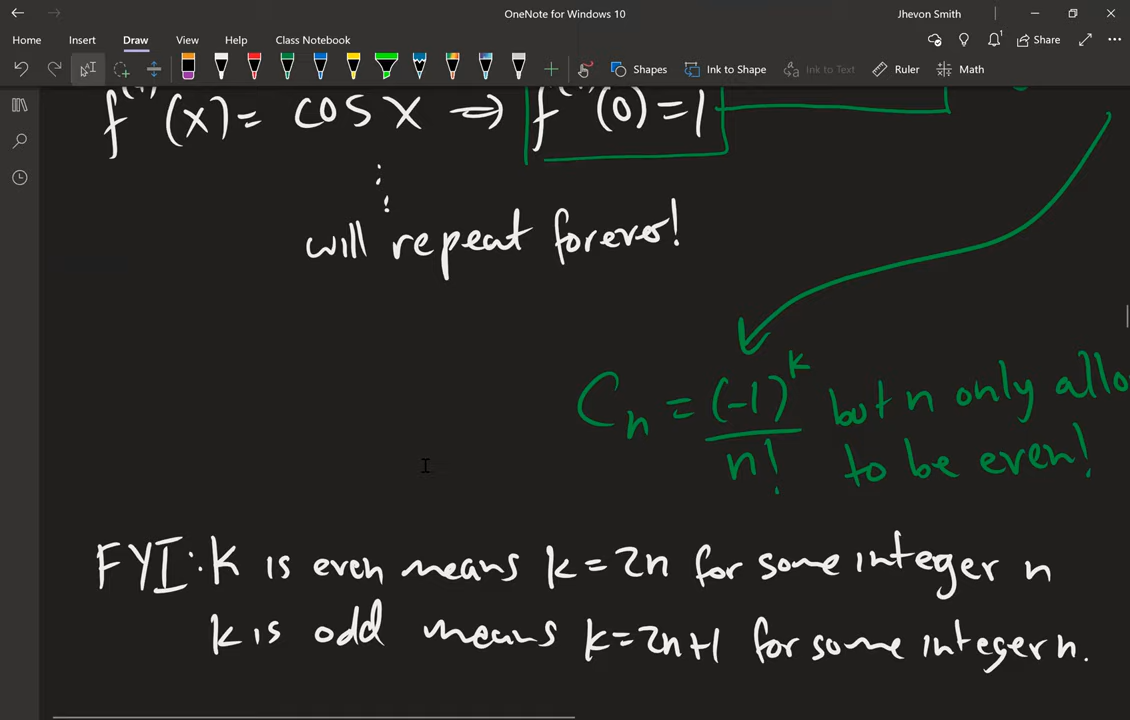 OneNote for Windows 10
Jhevon Smith
Home Insert Draw View Help Class Notebook
Share
Shapes Ink to Shape Ink to Text Ruler Math
f⁽⁴⁾(x) = cos x ⇒ f⁽⁴⁾(0) = 1
⋮
will repeat forever!
Cₙ = (-1)^k / n! but n only allo
to be even!
FYI: k is even means k = 2n for some integer n
k is odd means k = 2n+1 for some integer n.